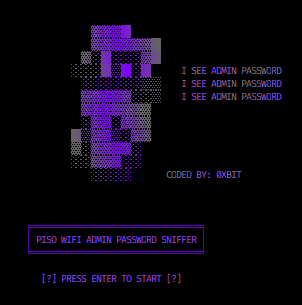 I SEE ADMIN PASSWORD
I SEE ADMIN PASSWORD
I SEE ADMIN PASSWORD
CODED BY: 0XBIT
PISO WIFI ADMIN PASSWORD SNIFFER
[?] PRESS ENTER TO START [?]